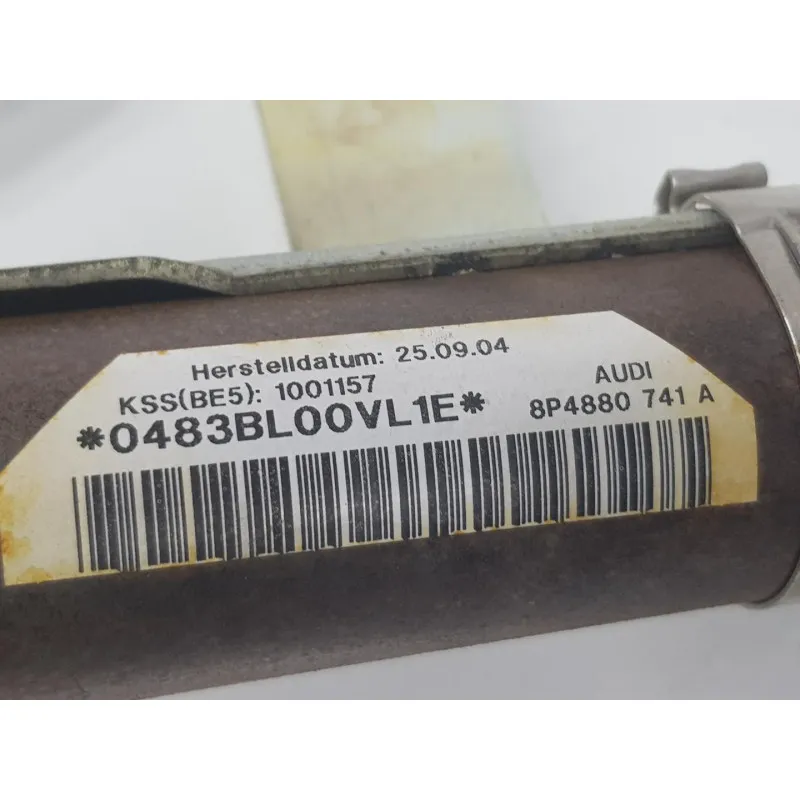 Herstelldatum: 25.09.04
KSS(BE5): 1001157
AUDI
*0483BL00VL1E*
8P4880 741 A